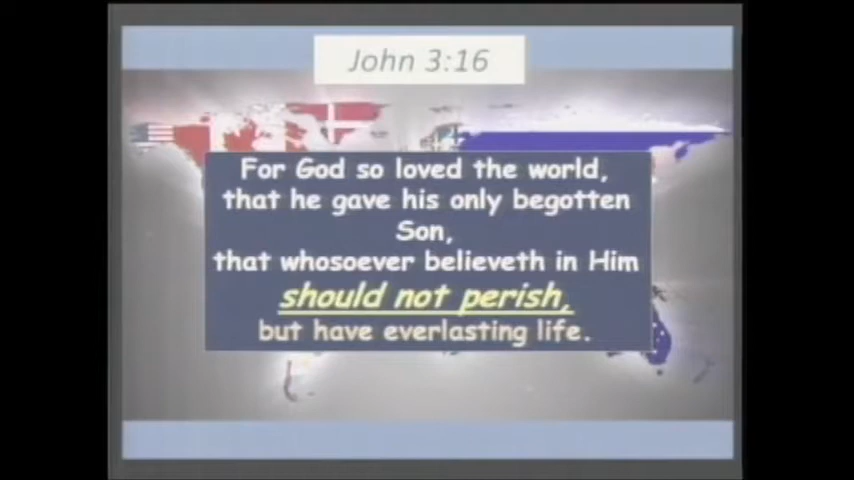 John 3:16
For God so loved the world,
that he gave his only begotten
Son,
that whosoever believeth in Him
should not perish,
but have everlasting life.